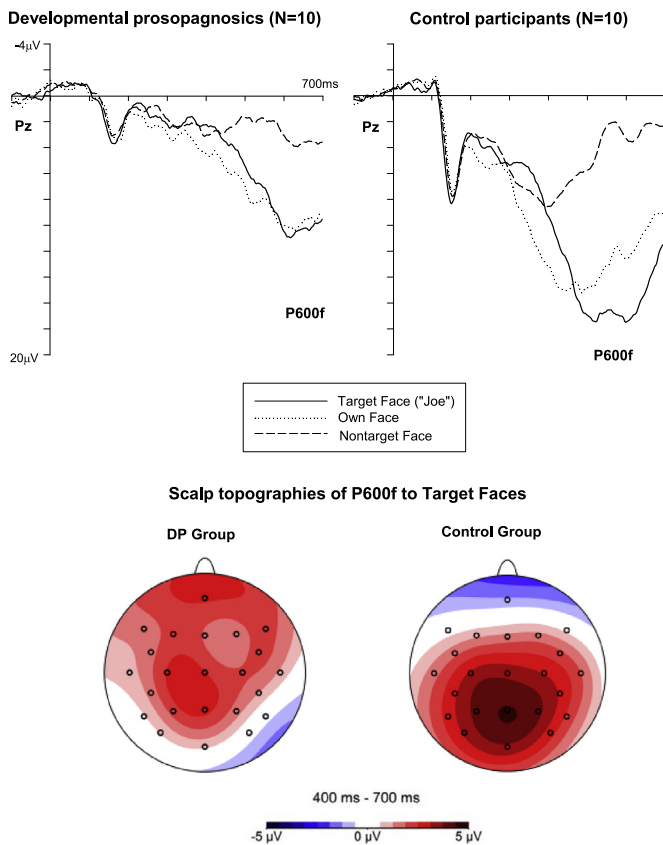 Developmental prosopagnosics (N=10)
Control participants (N=10)
-4µV
700ms
Pz
Pz
P600f
20µV
P600f
Target Face ("Joe")
Own Face
Nontarget Face
Scalp topographies of P600f to Target Faces
DP Group
Control Group
400 ms - 700 ms
-5 µV
0 µV
5 µV